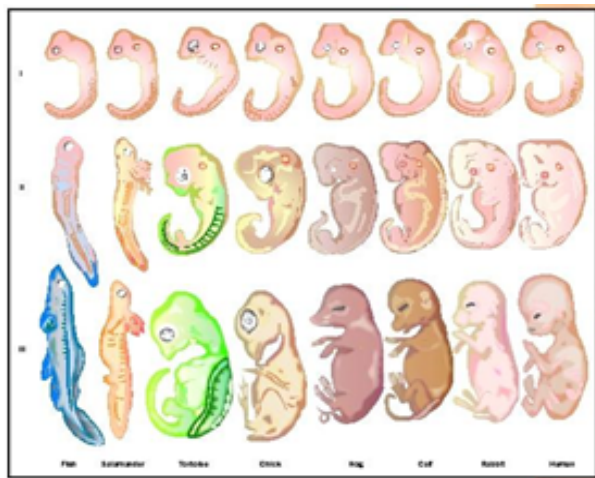 I
II
III
Fish Salamander Tortoise Chick Hog Calf Rabbit Human